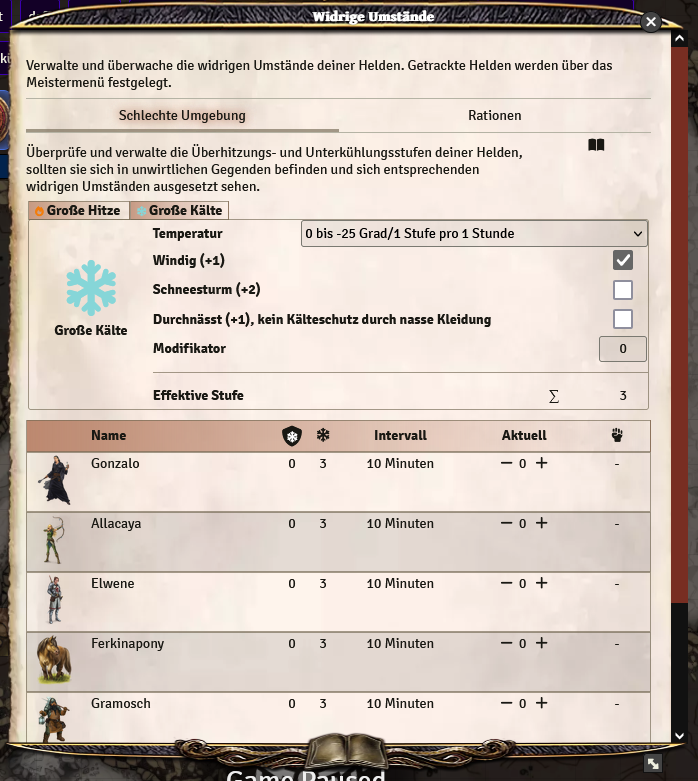 Widrige Umstände
Verwalte und überwache die widrigen Umstände deiner Helden. Getrackte Helden werden über das
Meistermenü festgelegt.
Schlechte Umgebung Rationen
Überprüfe und verwalte die Überhitzungs- und Unterkühlungsstufen deiner Helden,
sollten sie sich in unwirtlichen Gegenden befinden und sich entsprechenden
widrigen Umständen ausgesetzt sehen.
Große Hitze Große Kälte
Temperatur 0 bis -25 Grad/1 Stufe pro 1 Stunde
Windig (+1)
Schneesturm (+2)
Große Kälte
Durchnässt (+1), kein Kälteschutz durch nasse Kleidung
Modifikator 0
Effektive Stufe ∑ 3
Name Intervall Aktuell
Gonzalo 0 3 10 Minuten − 0 + -
Allacaya 0 3 10 Minuten − 0 + -
Elwene 0 3 10 Minuten − 0 + -
Ferkinapony 0 3 10 Minuten − 0 + -
Gramosch 0 3 10 Minuten − 0 + -
Game Paused